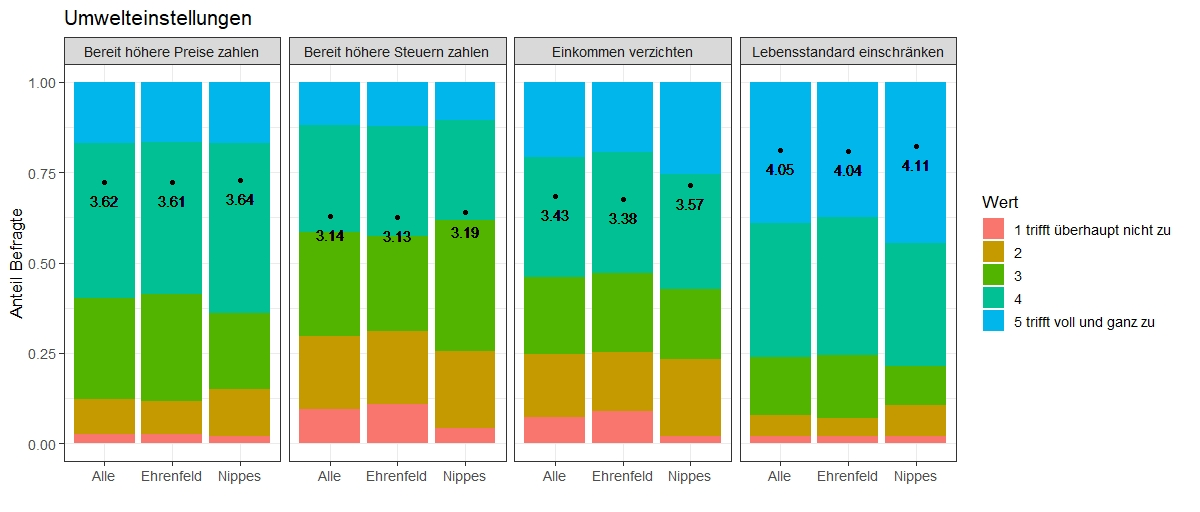 Umwelteinstellungen
Bereit höhere Preise zahlen
Bereit höhere Steuern zahlen
Einkommen verzichten
Lebensstandard einschränken
Anteil Befragte
1.00
0.75
0.50
0.25
0.00
3.62
3.61
3.64
3.14
3.13
3.19
3.43
3.38
3.57
4.05
4.04
4.11
Alle
Ehrenfeld
Nippes
Alle
Ehrenfeld
Nippes
Alle
Ehrenfeld
Nippes
Alle
Ehrenfeld
Nippes
Wert
1 trifft überhaupt nicht zu
2
3
4
5 trifft voll und ganz zu